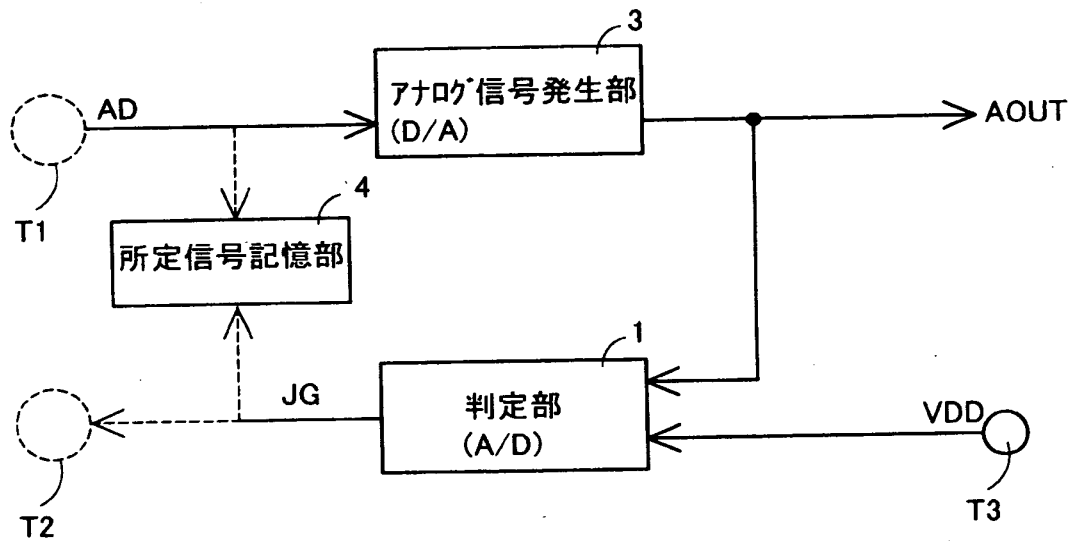 3
アナログ信号発生部
(D/A)
AD
AOUT
T1
4
所定信号記憶部
1
判定部
(A/D)
JG
VDD
T2
T3